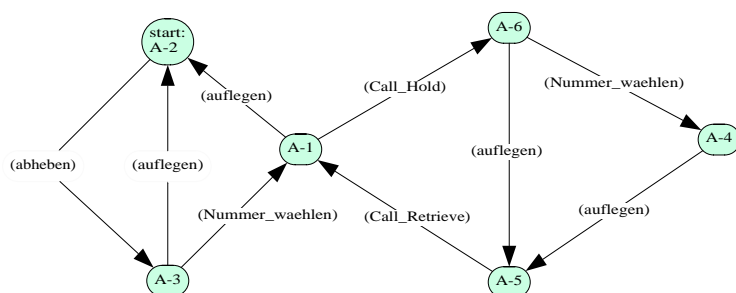 start:
A-2
A-6
(Call_Hold)
(Nummer_waehlen)
(auflegen)
A-1
A-4
(abheben)
(auflegen)
(auflegen)
(Nummer_waehlen)
(Call_Retrieve)
(auflegen)
A-3
A-5